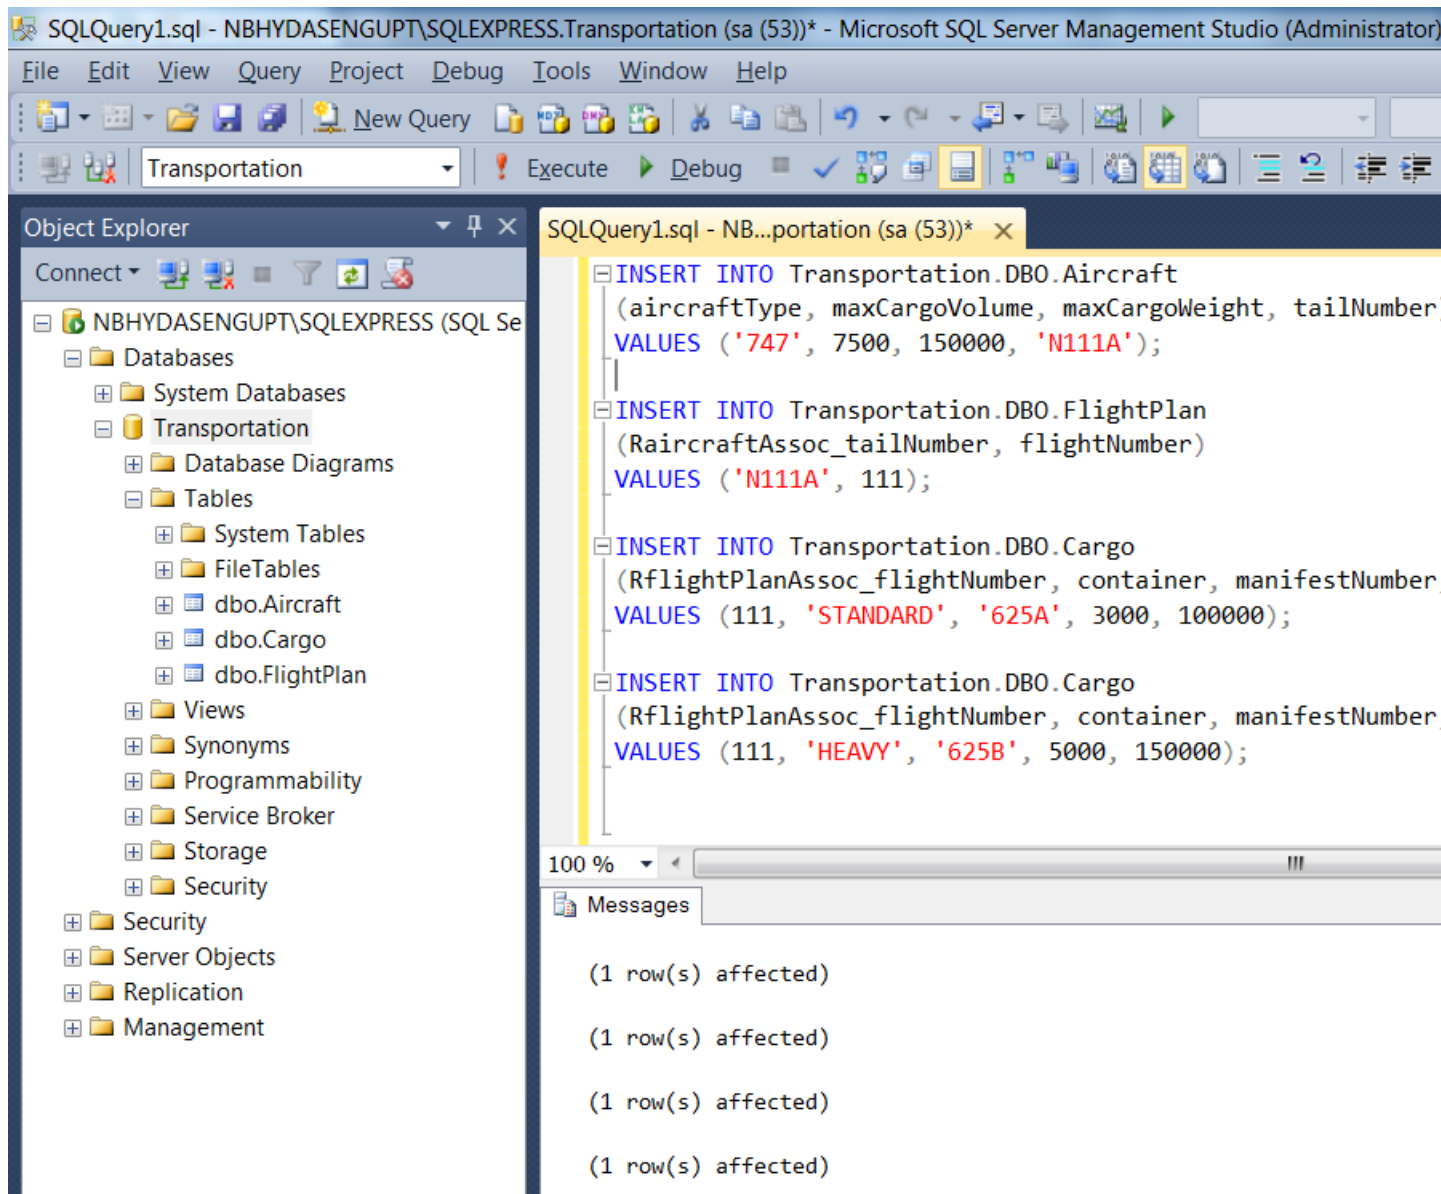 SQLQuery1.sql - NBHYDASENGUPT\SQLEXPRESS.Transportation (sa (53))* - Microsoft SQL Server Management Studio (Administrator)
File Edit View Query Project Debug Tools Window Help
New Query
Transportation Execute Debug
Object Explorer
Connect
NBHYDASENGUPT\SQLEXPRESS (SQL Se
Databases
System Databases
Transportation
Database Diagrams
Tables
System Tables
FileTables
dbo.Aircraft
dbo.Cargo
dbo.FlightPlan
Views
Synonyms
Programmability
Service Broker
Storage
Security
Security
Server Objects
Replication
Management
SQLQuery1.sql - NB...portation (sa (53))*
INSERT INTO Transportation.DBO.Aircraft
(aircraftType, maxCargoVolume, maxCargoWeight, tailNumber)
VALUES ('747', 7500, 150000, 'N111A');
INSERT INTO Transportation.DBO.FlightPlan
(RaircraftAssoc_tailNumber, flightNumber)
VALUES ('N111A', 111);
INSERT INTO Transportation.DBO.Cargo
(RflightPlanAssoc_flightNumber, container, manifestNumber,
VALUES (111, 'STANDARD', '625A', 3000, 100000);
INSERT INTO Transportation.DBO.Cargo
(RflightPlanAssoc_flightNumber, container, manifestNumber,
VALUES (111, 'HEAVY', '625B', 5000, 150000);
100 %
Messages
(1 row(s) affected)
(1 row(s) affected)
(1 row(s) affected)
(1 row(s) affected)